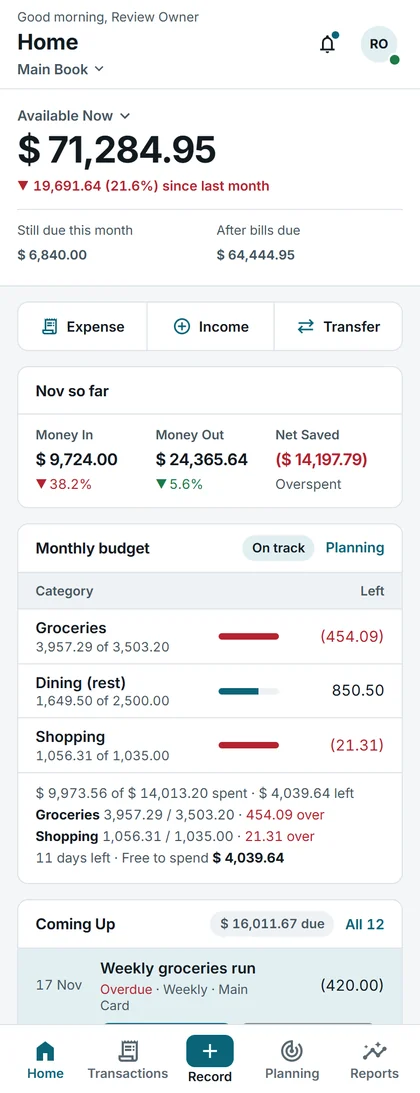 Good morning, Review Owner
Home
RO
Main Book
Available Now
$ 71,284.95
▼ 19,691.64 (21.6%) since last month
Still due this month
After bills due
$ 6,840.00
$ 64,444.95
Expense
Income
Transfer
Nov so far
Money In
Money Out
Net Saved
$ 9,724.00
$ 24,365.64
($ 14,197.79)
▼ 38.2%
▼ 5.6%
Overspent
Monthly budget
On track
Planning
Category
Left
Groceries
3,957.29 of 3,503.20
(454.09)
Dining (rest)
1,649.50 of 2,500.00
850.50
Shopping
1,056.31 of 1,035.00
(21.31)
$ 9,973.56 of $ 14,013.20 spent · $ 4,039.64 left
Groceries 3,957.29 / 3,503.20 · 454.09 over
Shopping 1,056.31 / 1,035.00 · 21.31 over
11 days left · Free to spend $ 4,039.64
Coming Up
$ 16,011.67 due
All 12
17 Nov
Weekly groceries run
Overdue · Weekly · Main
Card
(420.00)
Home
Transactions
Record
Planning
Reports